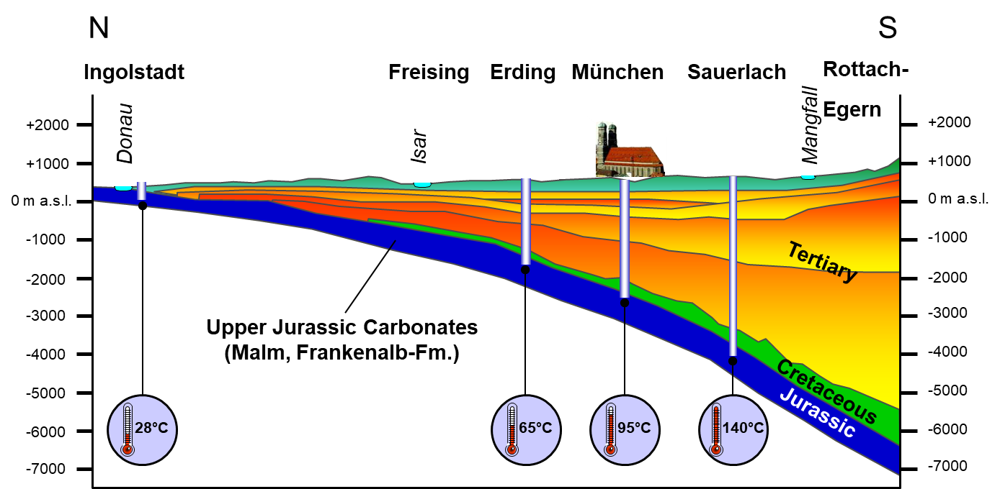 N
S
Ingolstadt
Freising
Erding
München
Sauerlach
Rottach-
Egern
Donau
Isar
Mangfall
+2000
+1000
0 m a.s.l.
-1000
-2000
-3000
-4000
-5000
-6000
-7000
+2000
+1000
0 m a.s.l.
-1000
-2000
-3000
-4000
-5000
-6000
-7000
Tertiary
Upper Jurassic Carbonates
(Malm, Frankenalb-Fm.)
Cretaceous
Jurassic
28°C
65°C
95°C
140°C